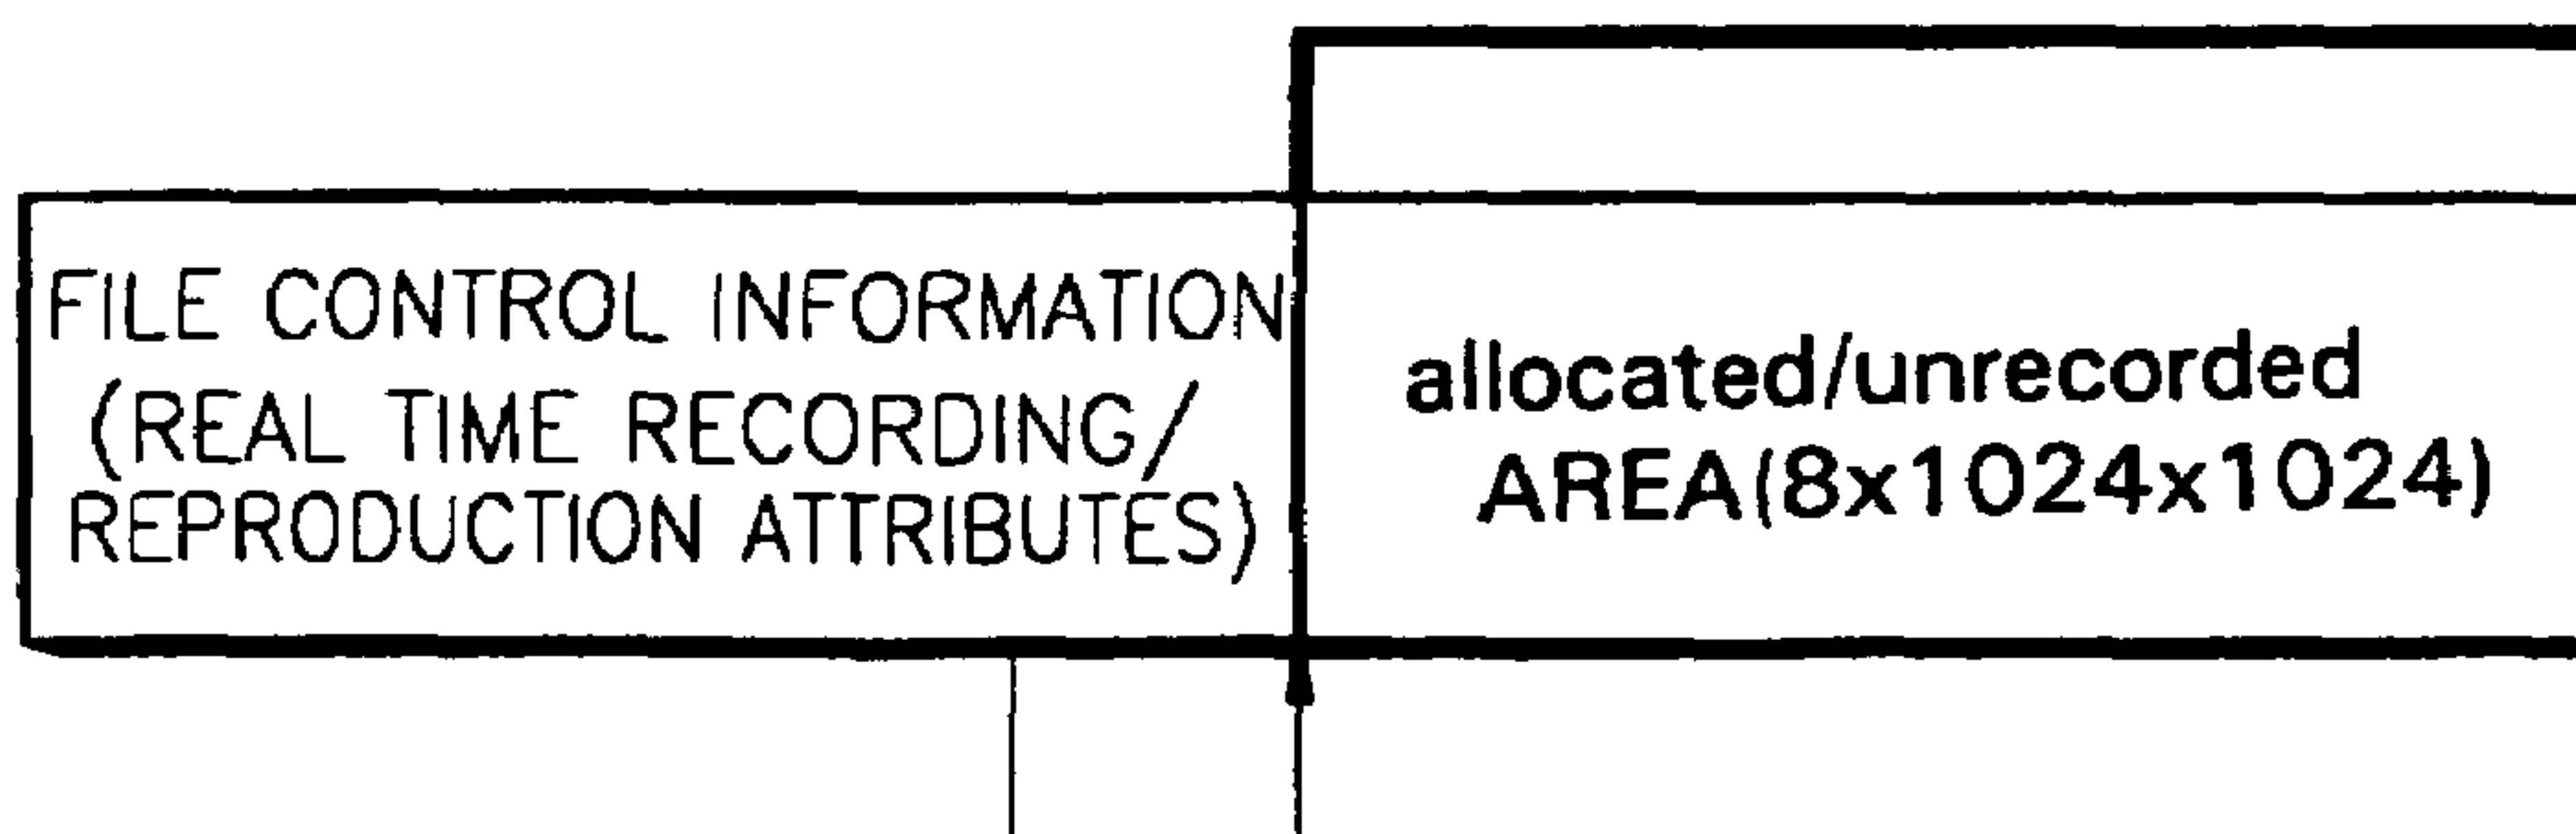 FILE CONTROL INFORMATION
(REAL TIME RECORDING/
REPRODUCTION ATTRIBUTES)
allocated/unrecorded
AREA(8x1024x1024)